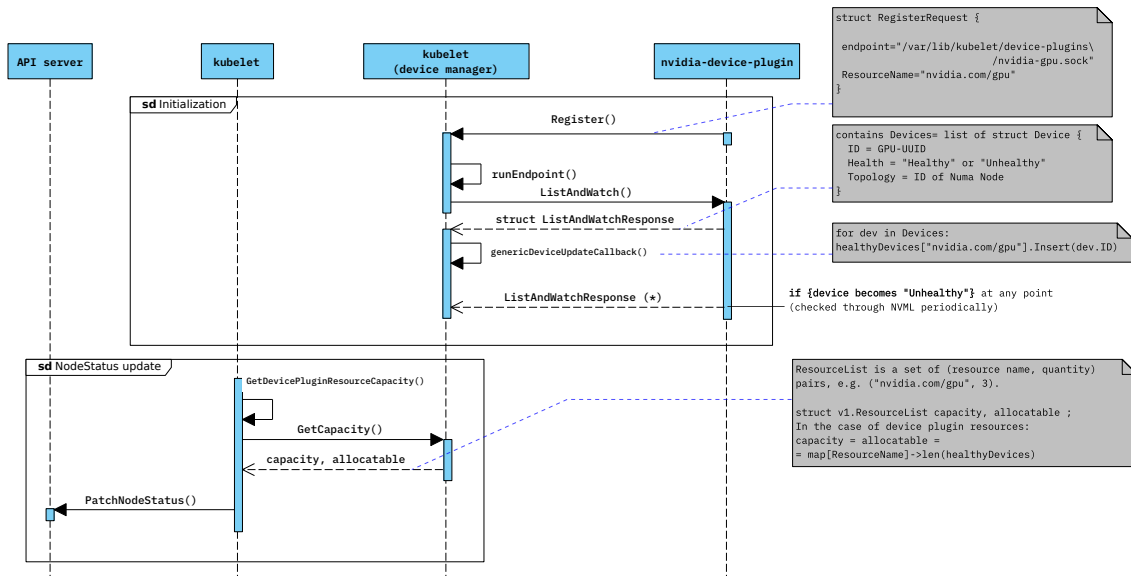 struct RegisterRequest {
endpoint="/var/lib/kubelet/device-plugins\
/nvidia-gpu.sock"
ResourceName="nvidia.com/gpu"
}
API server
kubelet
kubelet
(device manager)
nvidia-device-plugin
sd Initialization
Register()
contains Devices= list of struct Device {
ID = GPU-UUID
Health = "Healthy" or "Unhealthy"
Topology = ID of Numa Node
}
runEndpoint()
ListAndWatch()
struct ListAndWatchResponse
for dev in Devices:
healthyDevices["nvidia.com/gpu"].Insert(dev.ID)
genericDeviceUpdateCallback()
ListAndWatchResponse (*)
if {device becomes "Unhealthy"} at any point
(checked through NVML periodically)
sd NodeStatus update
ResourceList is a set of (resource name, quantity)
pairs, e.g. ("nvidia.com/gpu", 3).
struct v1.ResourceList capacity, allocatable ;
In the case of device plugin resources:
capacity = allocatable =
= map[ResourceName]->len(healthyDevices)
GetDevicePluginResourceCapacity()
GetCapacity()
capacity, allocatable
PatchNodeStatus()